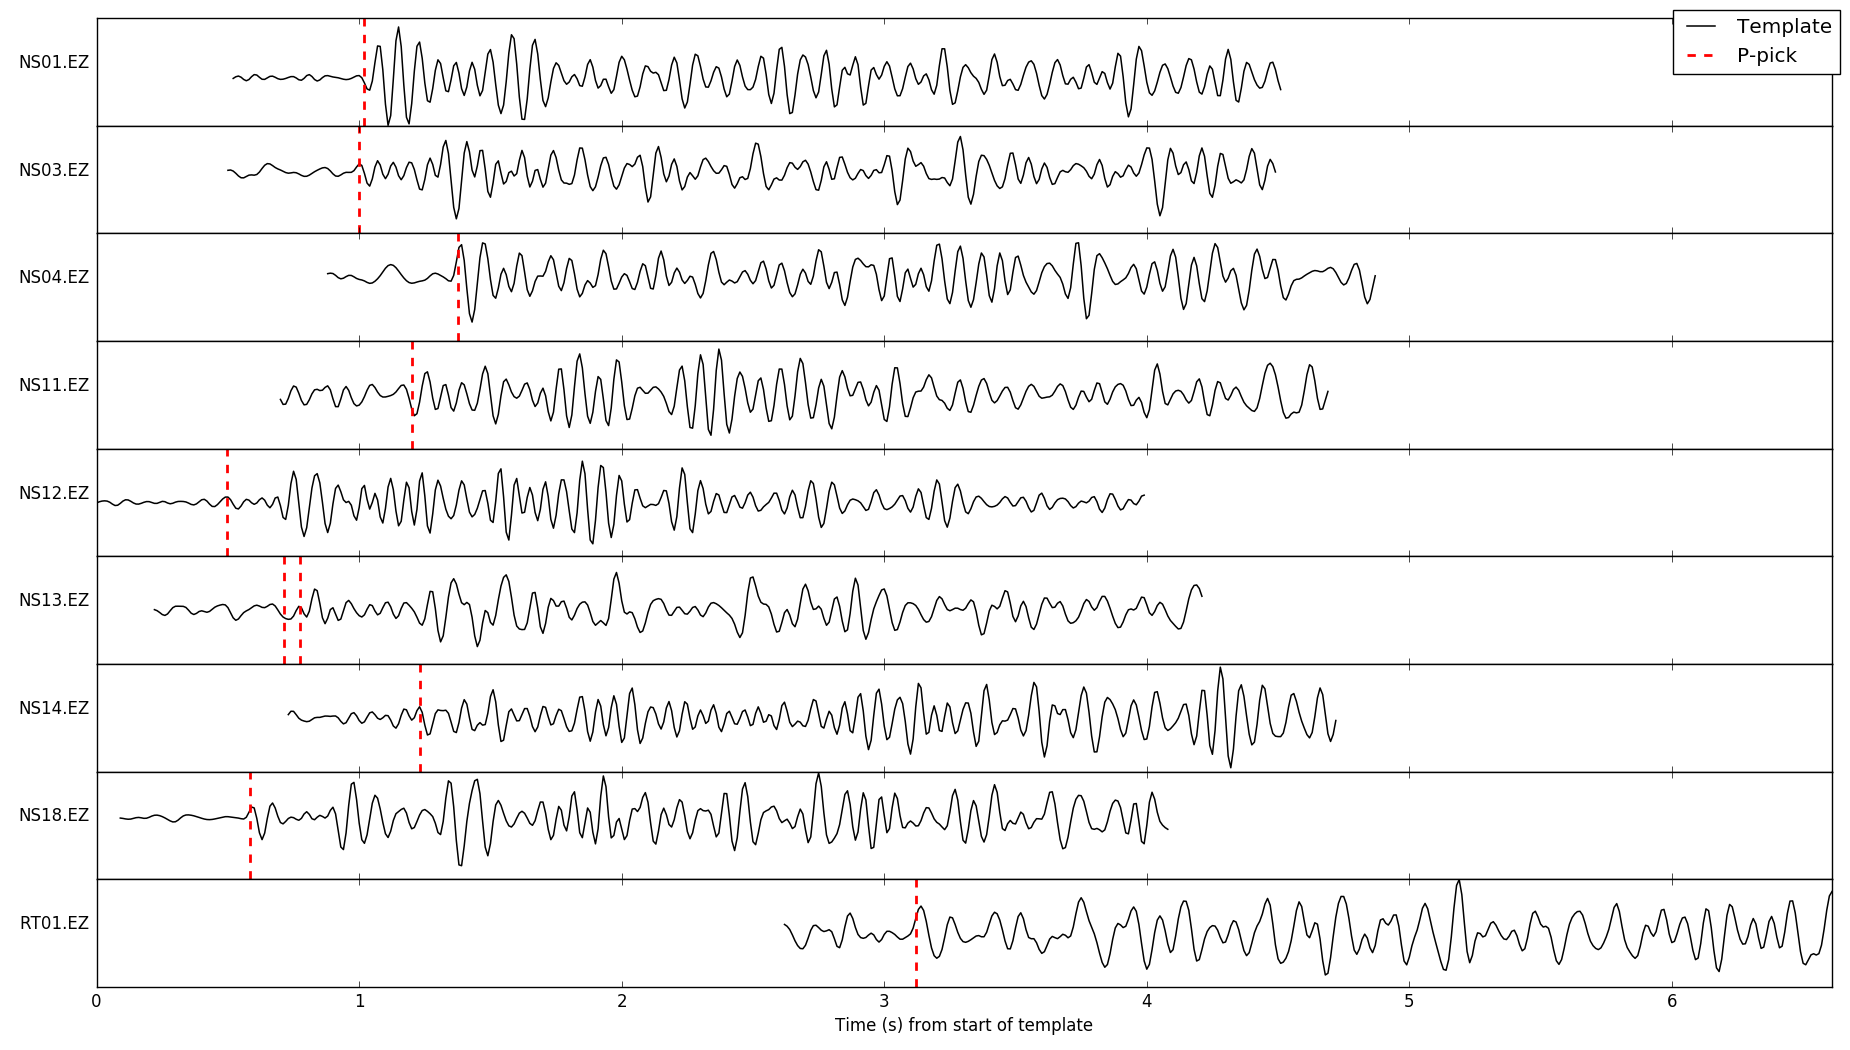 Template
P-pick
NS01.EZ
NS03.EZ
NS04.EZ
NS11.EZ
NS12.EZ
NS13.EZ
NS14.EZ
NS18.EZ
RT01.EZ
0 1 2 3 4 5 6
Time (s) from start of template